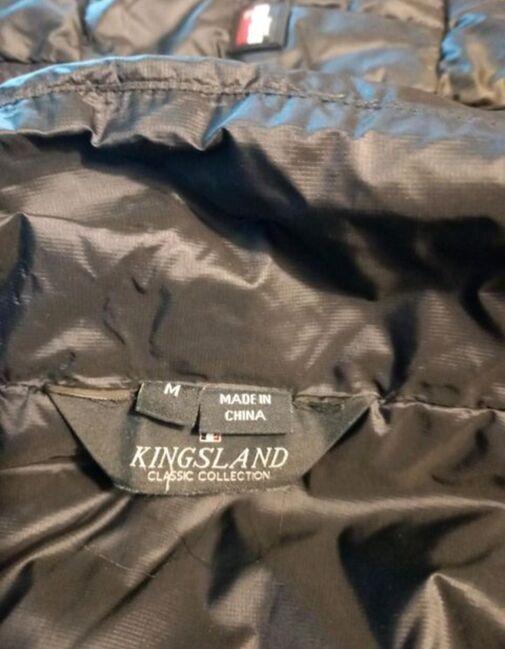 M
MADE IN
CHINA
KINGSLAND
CLASSIC COLLECTION